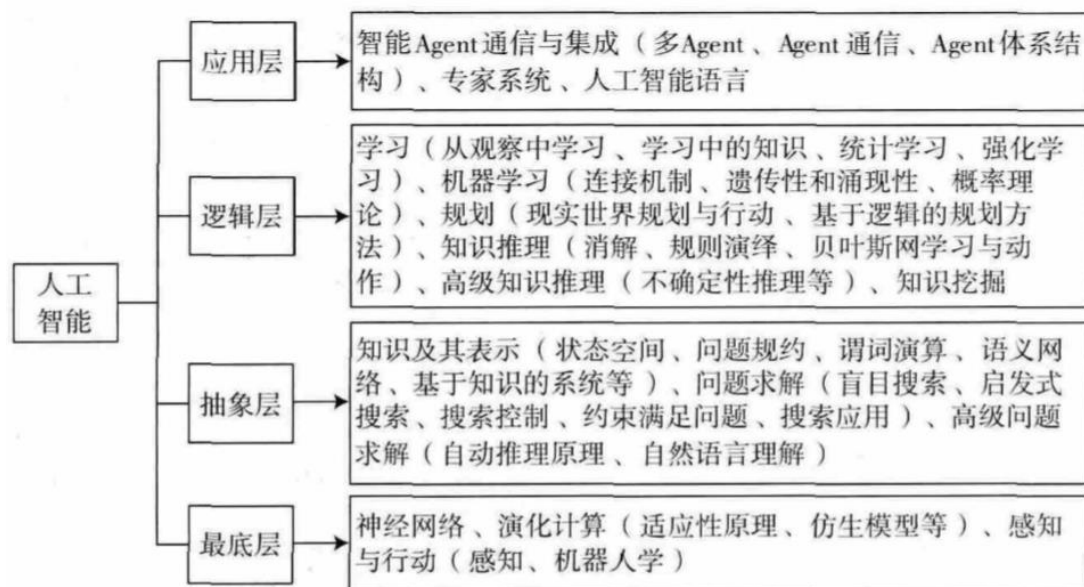 应用层
智能Agent通信与集成（多Agent、Agent通信、Agent体系结
构）、专家系统、人工智能语言
逻辑层
学习（从观察中学习、学习中的知识、统计学习、强化学
习）、机器学习（连接机制、遗传性和涌现性、概率理
论）、规划（现实世界规划与行动、基于逻辑的规划方
法）、知识推理（消解、规则演绎、贝叶斯网学习与动
作）、高级知识推理（不确定性推理等）、知识挖掘
人工
智能
抽象层
知识及其表示（状态空间、问题规约、谓词演算、语义网
络、基于知识的系统等）、问题求解（盲目搜索、启发式
搜索、搜索控制、约束满足问题、搜索应用）、高级问题
求解（自动推理原理、自然语言理解）
最底层
神经网络、演化计算（适应性原理、仿生模型等）、感知
与行动（感知、机器人学）